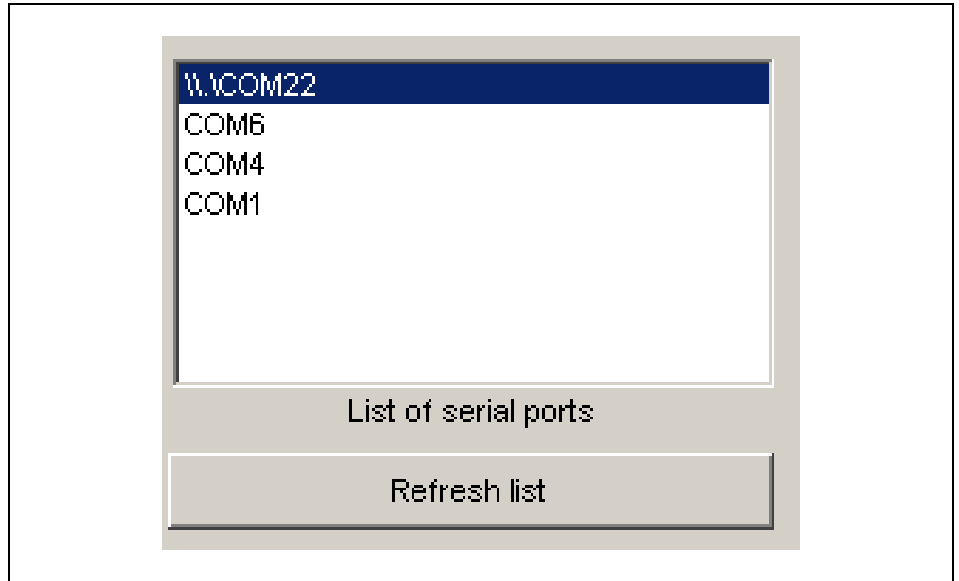 \\.\COM22
COM6
COM4
COM1
List of serial ports
Refresh list